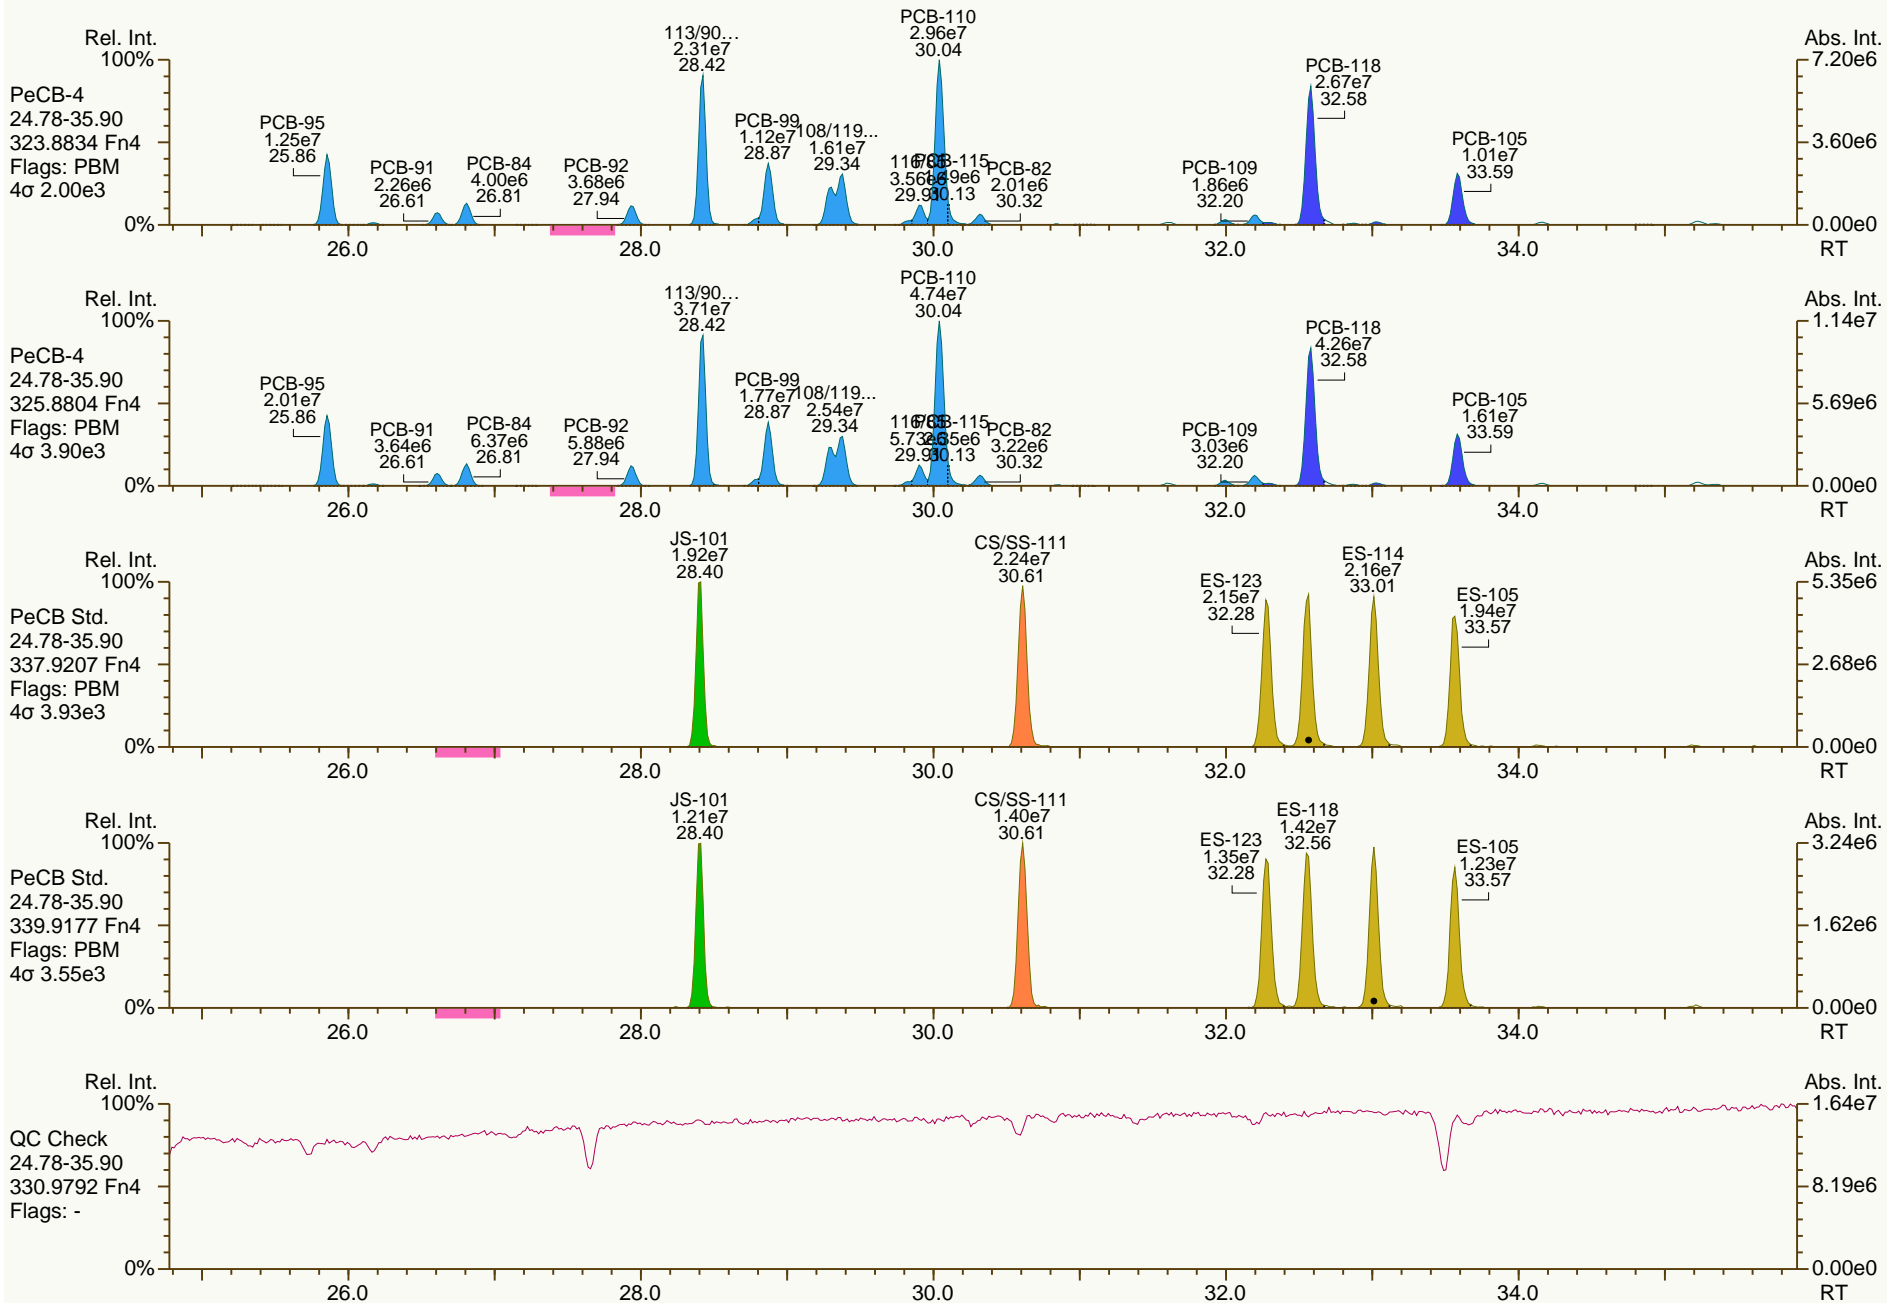 Rel. Int.
Abs. Int.
100%
0%
7.20e6
3.60e6
0.00e0
PeCB-4
24.78-35.90
323.8834 Fn4
Flags: PBM
4σ 2.00e3
PCB-95
1.25e7
25.86
PCB-91
2.26e6
26.61
PCB-84
4.00e6
26.81
PCB-92
3.68e6
27.94
113/90...
2.31e7
28.42
PCB-99
1.12e7
28.87
108/119...
1.61e7
29.34
3.56e6
29.91
PCB-110
2.96e7
30.04
PCB-115
30.13
PCB-82
2.01e6
30.32
PCB-109
1.86e6
32.20
PCB-118
2.67e7
32.58
PCB-105
1.01e7
33.59
26.0 28.0 30.0 32.0 34.0 RT
Rel. Int.
Abs. Int.
100%
0%
1.14e7
5.69e6
0.00e0
PeCB-4
24.78-35.90
325.8804 Fn4
Flags: PBM
4σ 3.90e3
PCB-95
2.01e7
25.86
PCB-91
3.64e6
26.61
PCB-84
6.37e6
26.81
PCB-92
5.88e6
27.94
113/90...
3.71e7
28.42
PCB-99
1.77e7
28.87
108/119...
2.54e7
29.34
5.73e6
29.91
PCB-110
4.74e7
30.04
PCB-115
30.13
PCB-82
3.22e6
30.32
PCB-109
3.03e6
32.20
PCB-118
4.26e7
32.58
PCB-105
1.61e7
33.59
26.0 28.0 30.0 32.0 34.0 RT
Rel. Int.
Abs. Int.
100%
0%
5.35e6
2.68e6
0.00e0
PeCB Std.
24.78-35.90
337.9207 Fn4
Flags: PBM
4σ 3.93e3
JS-101
1.92e7
28.40
CS/SS-111
2.24e7
30.61
ES-123
2.15e7
32.28
ES-114
2.16e7
33.01
ES-105
1.94e7
33.57
26.0 28.0 30.0 32.0 34.0 RT
Rel. Int.
Abs. Int.
100%
0%
3.24e6
1.62e6
0.00e0
PeCB Std.
24.78-35.90
339.9177 Fn4
Flags: PBM
4σ 3.55e3
JS-101
1.21e7
28.40
CS/SS-111
1.40e7
30.61
ES-123
1.35e7
32.28
ES-118
1.42e7
32.56
ES-105
1.23e7
33.57
26.0 28.0 30.0 32.0 34.0 RT
Rel. Int.
Abs. Int.
100%
0%
1.64e7
8.19e6
0.00e0
QC Check
24.78-35.90
330.9792 Fn4
Flags: -
26.0 28.0 30.0 32.0 34.0 RT